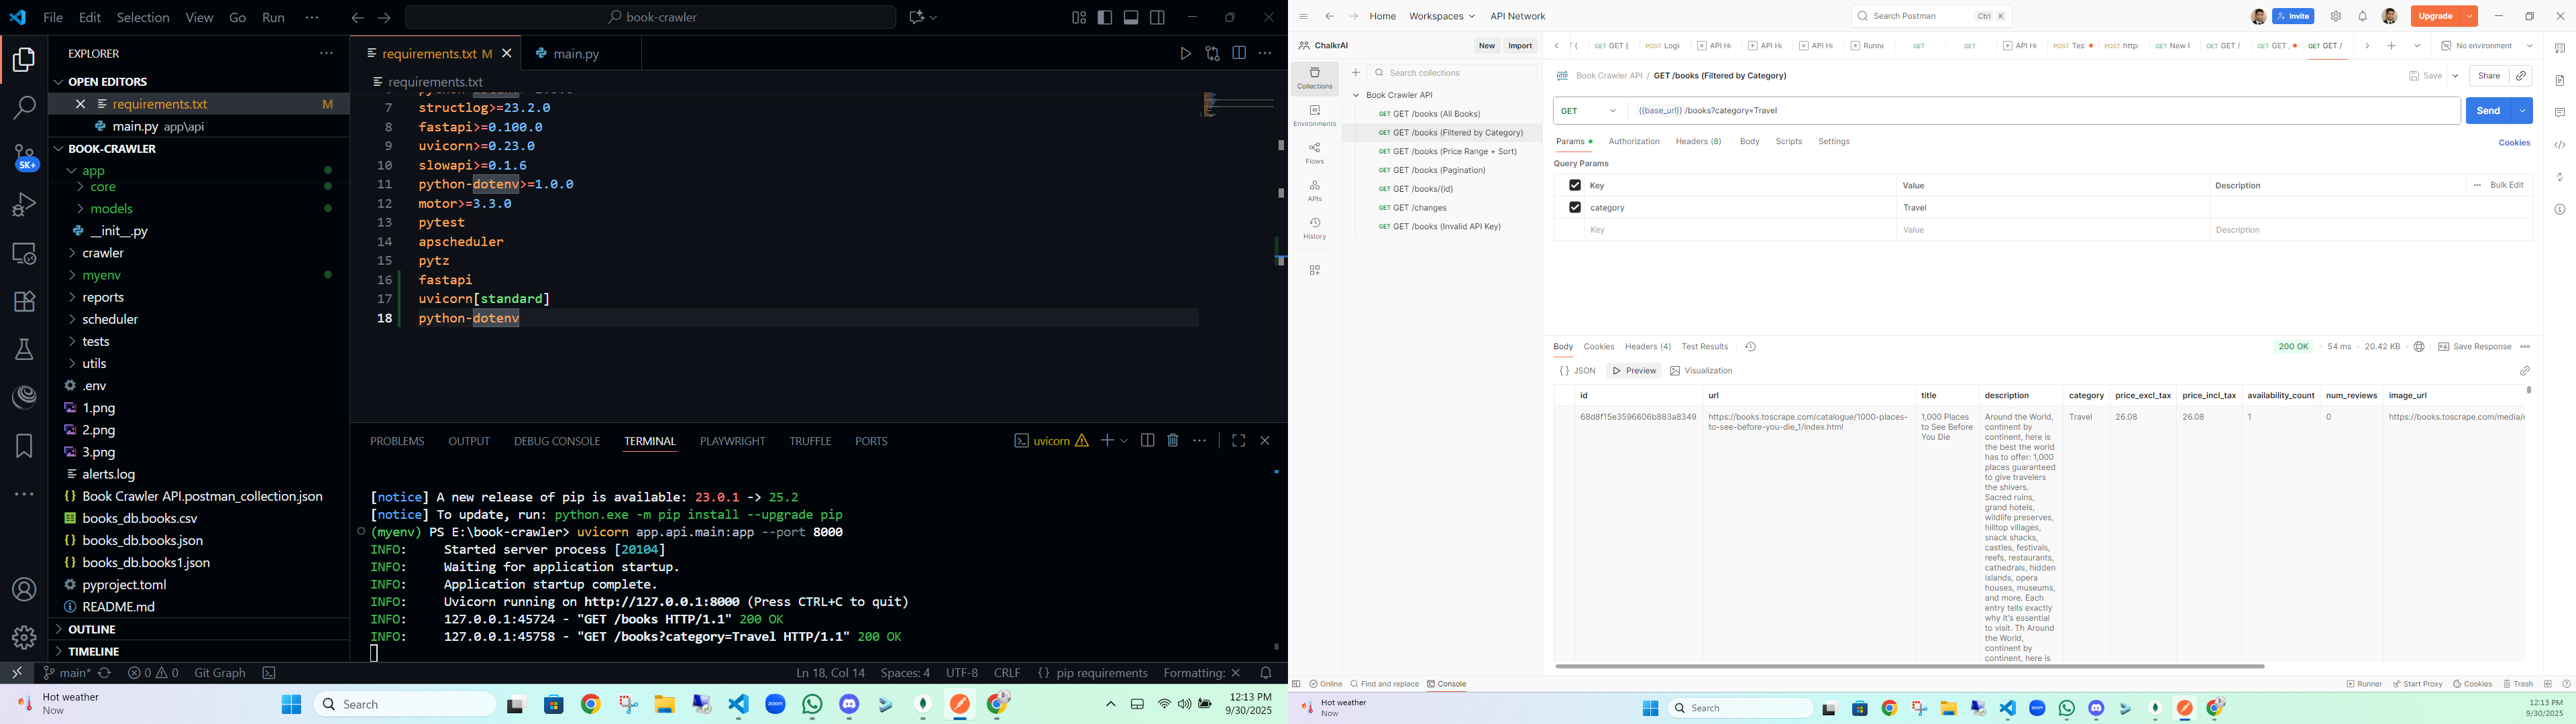 File Edit Selection View Go Run ···
book-crawler
EXPLORER
OPEN EDITORS
requirements.txt M
main.py app\api
BOOK-CRAWLER
app
core
models
__init__.py
crawler
myenv
reports
scheduler
tests
utils
.env
1.png
2.png
3.png
alerts.log
Book Crawler API.postman_collection.json
books_db.books.csv
books_db.books.json
books_db.books1.json
pyproject.toml
README.md
OUTLINE
TIMELINE
5K+
requirements.txt M
main.py
requirements.txt
7 structlog>=23.2.0
8 fastapi>=0.100.0
9 uvicorn>=0.23.0
10 slowapi>=0.1.6
11 python-dotenv>=1.0.0
12 motor>=3.3.0
13 pytest
14 apscheduler
15 pytz
16 fastapi
17 uvicorn[standard]
18 python-dotenv
PROBLEMS OUTPUT DEBUG CONSOLE TERMINAL PLAYWRIGHT TRUFFLE PORTS
uvicorn
[notice] A new release of pip is available: 23.0.1 -> 25.2
[notice] To update, run: python.exe -m pip install --upgrade pip
(myenv) PS E:\book-crawler> uvicorn app.api.main:app --port 8000
INFO: Started server process [20104]
INFO: Waiting for application startup.
INFO: Application startup complete.
INFO: Uvicorn running on http://127.0.0.1:8000 (Press CTRL+C to quit)
INFO: 127.0.0.1:45724 - "GET /books HTTP/1.1" 200 OK
INFO: 127.0.0.1:45758 - "GET /books?category=Travel HTTP/1.1" 200 OK
main* 0 0 Git Graph
Ln 18, Col 14 Spaces: 4 UTF-8 CRLF pip requirements Formatting: ×
Hot weather
Now
Search
12:13 PM
9/30/2025
Home Workspaces API Network
Search Postman Ctrl K
Invite
Upgrade
ChalkrAI
New Import
GET GET (
POST Logi
API H
API H
API H
Runne
GET
GET
API H
POST Tes
POST http:
GET New I
GET GET /
GET GET
GET GET /
No environment
Collections
Environments
Flows
APIs
History
Search collections
Book Crawler API
GET GET /books (All Books)
GET GET /books (Filtered by Category)
GET GET /books (Price Range + Sort)
GET GET /books (Pagination)
GET GET /books/{id}
GET GET /changes
GET GET /books (Invalid API Key)
Book Crawler API / GET /books (Filtered by Category)
Save Share
GET {{base_url}} /books?category=Travel
Send
Params Authorization Headers (8) Body Scripts Settings
Cookies
Query Params
Key Value Description Bulk Edit
category Travel
Key Value Description
Body Cookies Headers (4) Test Results
200 OK 54 ms 20.42 KB Save Response
{} JSON Preview Visualization
id url title description category price_excl_tax price_incl_tax availability_count num_reviews image_url
68d8f15e3596606b883a8349
https://books.toscrape.com/catalogue/1000-places-
to-see-before-you-die_1/index.html
1,000 Places
to See Before
You Die
Around the World,
continent by
continent, here is
the best the world
has to offer: 1,000
places guaranteed
to give travelers
the shivers.
Sacred ruins,
grand hotels,
wildlife preserves,
hilltop villages,
snack shacks,
castles, festivals,
reefs, restaurants,
cathedrals, hidden
islands, opera
houses, museums,
and more. Each
entry tells exactly
why it's essential
to visit. Th Around
the World,
continent by
continent, here is
Travel 26.08 26.08 1 0
https://books.toscrape.com/media/
Online Find and replace Console
Runner Start Proxy Cookies Trash
Hot weather
Now
Search
12:13 PM
9/30/2025